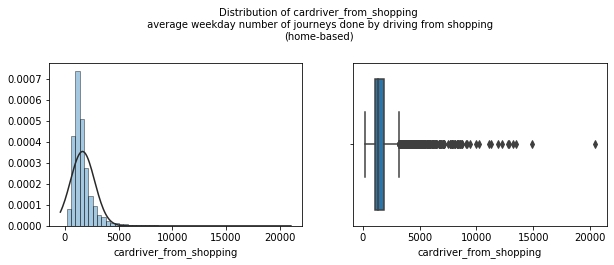 Distribution of cardriver_from_shopping
average weekday number of journeys done by driving from shopping
(home-based)
0.0007
0.0006
0.0005
0.0004
0.0003
0.0002
0.0001
0.0000
0 5000 10000 15000 20000
cardriver_from_shopping
0 5000 10000 15000 20000
cardriver_from_shopping